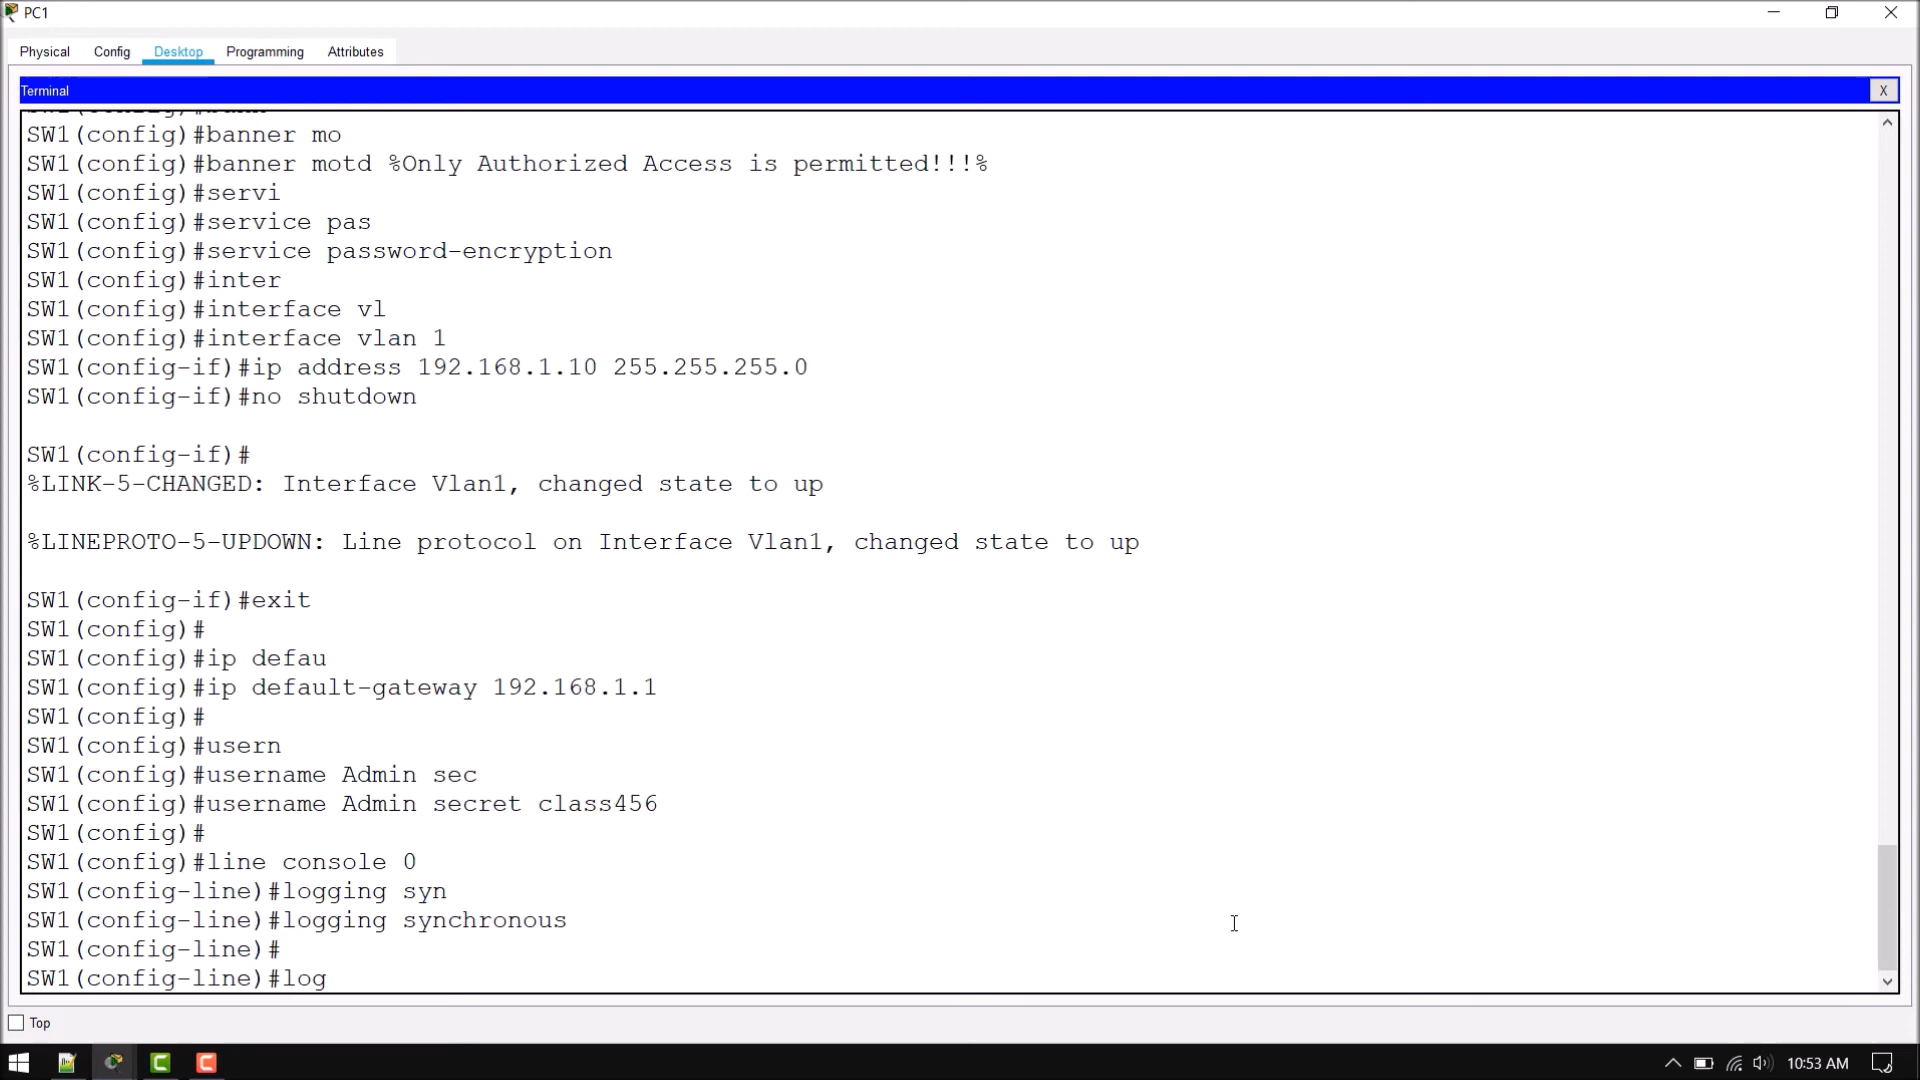 PC1
Physical Config Desktop Programming Attributes
Terminal X
SW1(config)#banner mo
SW1(config)#banner motd %Only Authorized Access is permitted!!!%
SW1(config)#servi
SW1(config)#service pas
SW1(config)#service password-encryption
SW1(config)#inter
SW1(config)#interface vl
SW1(config)#interface vlan 1
SW1(config-if)#ip address 192.168.1.10 255.255.255.0
SW1(config-if)#no shutdown
SW1(config-if)#
%LINK-5-CHANGED: Interface Vlan1, changed state to up
%LINEPROTO-5-UPDOWN: Line protocol on Interface Vlan1, changed state to up
SW1(config-if)#exit
SW1(config)#
SW1(config)#ip defau
SW1(config)#ip default-gateway 192.168.1.1
SW1(config)#
SW1(config)#usern
SW1(config)#username Admin sec
SW1(config)#username Admin secret class456
SW1(config)#
SW1(config)#line console 0
SW1(config-line)#logging syn
SW1(config-line)#logging synchronous
SW1(config-line)#
SW1(config-line)#log
Top
10:53 AM